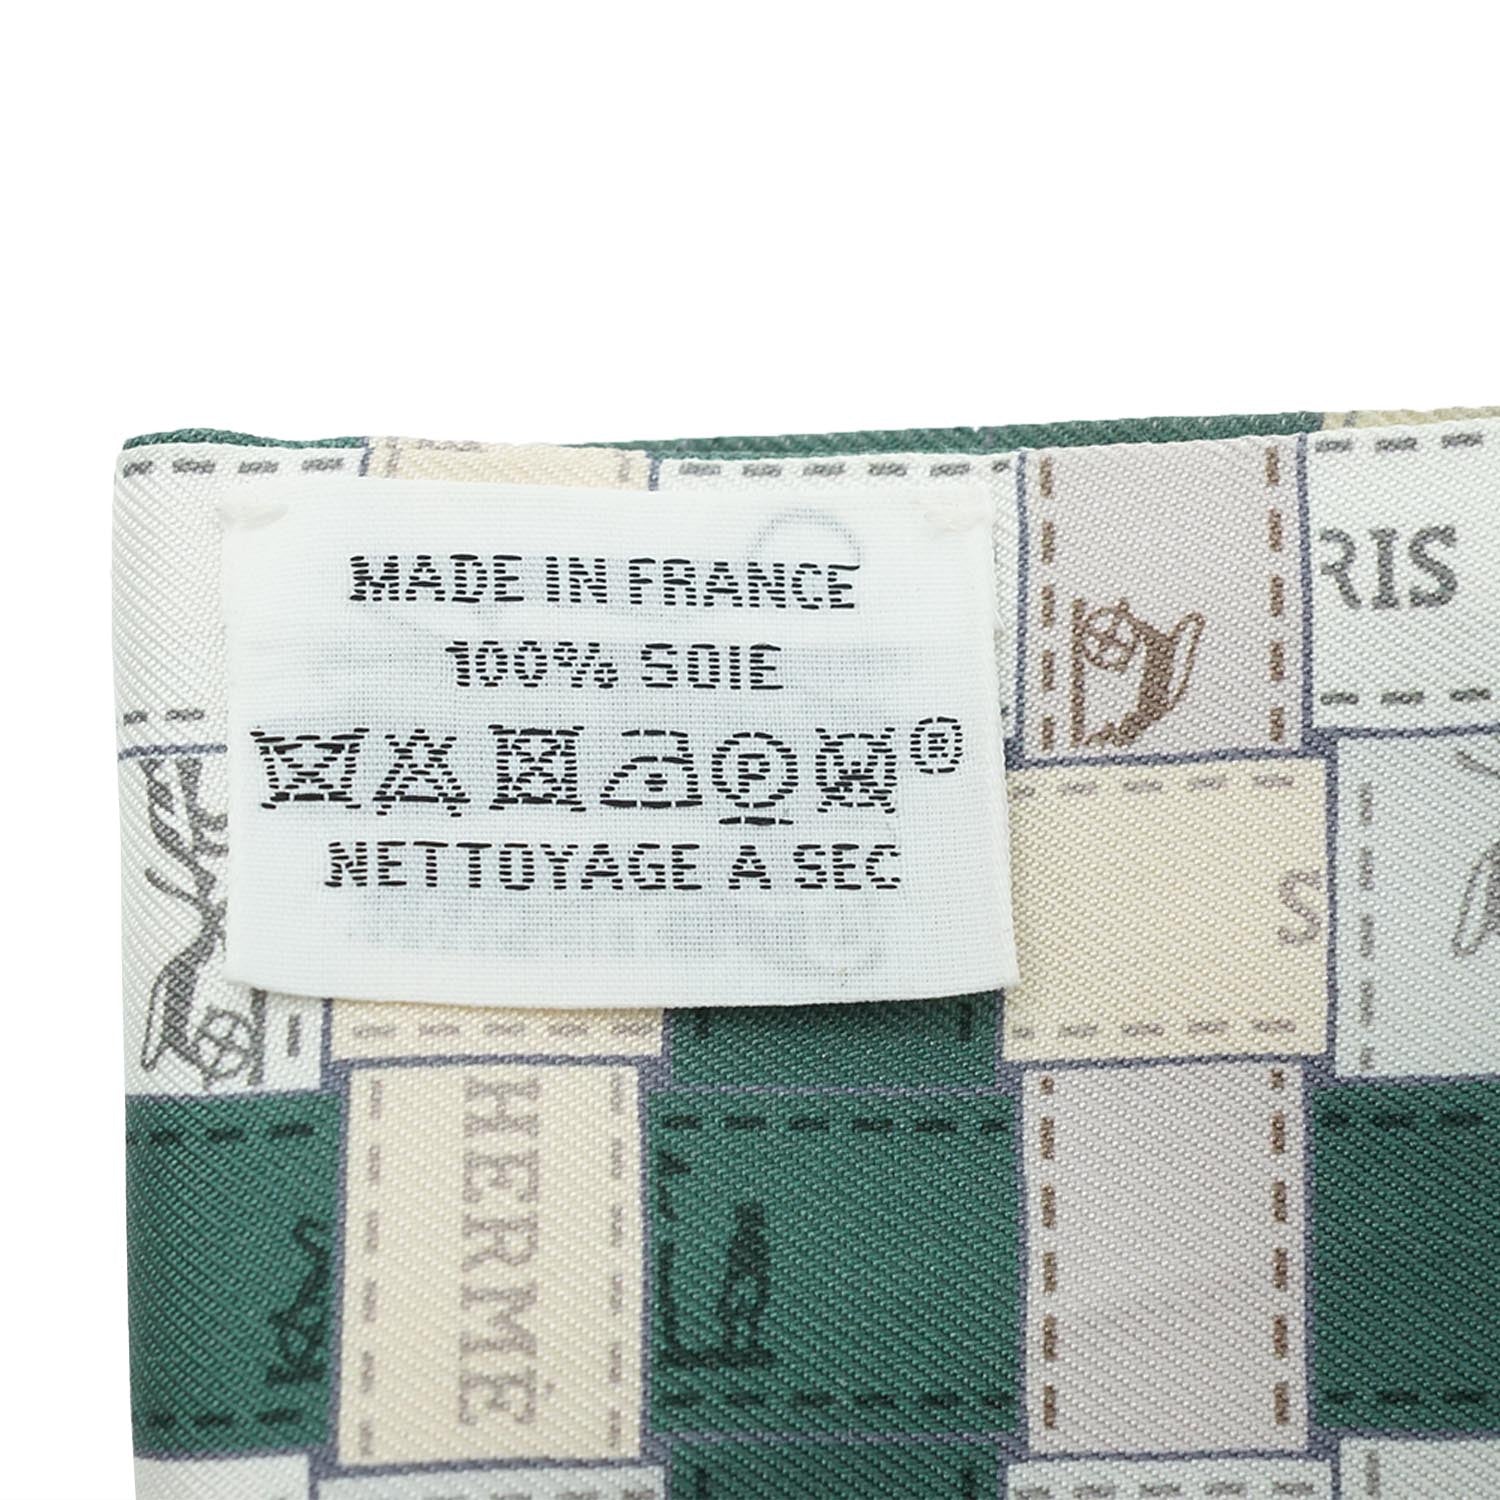 MADE IN FRANCE
100% SOIE
®
NETTOYAGE A SEC
RIS
S
HERMÈ